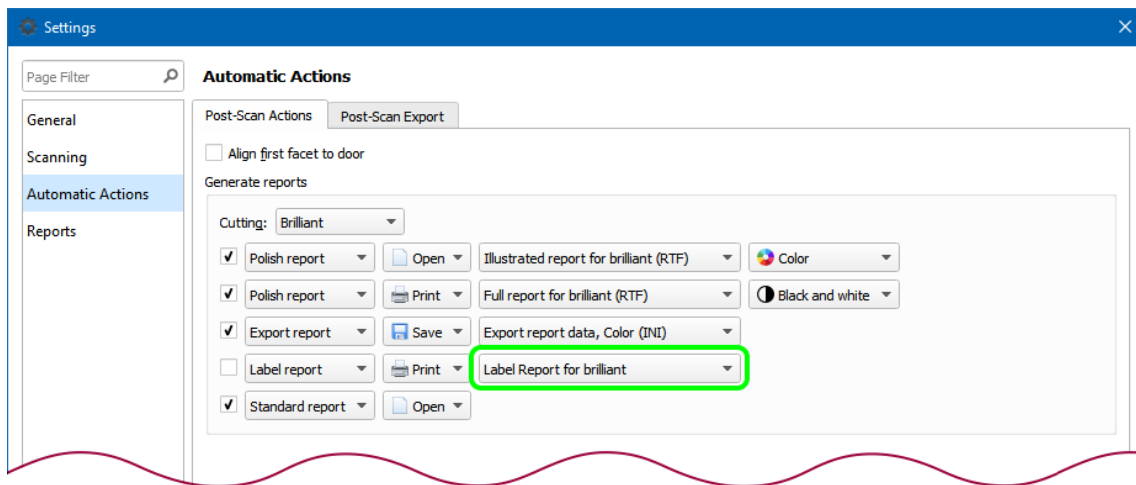 Settings
Page Filter
Automatic Actions
General
Scanning
Automatic Actions
Reports
Post-Scan Actions Post-Scan Export
Align first facet to door
Generate reports
Cutting: Brilliant
Polish report Open Illustrated report for brilliant (RTF) Color
Polish report Print Full report for brilliant (RTF) Black and white
Export report Save Export report data, Color (INI)
Label report Print Label Report for brilliant
Standard report Open